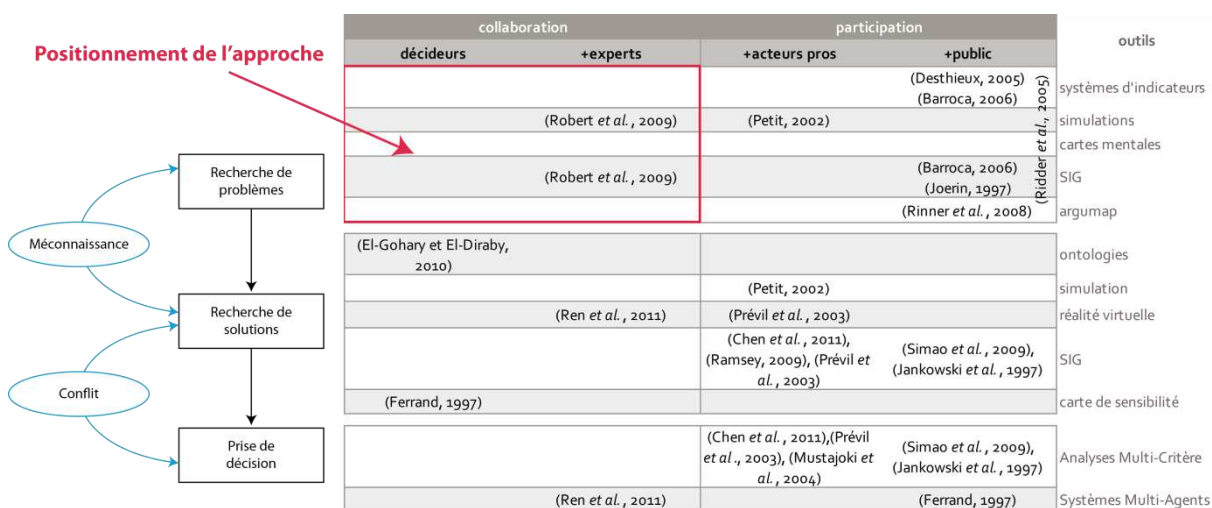 collaboration participation outils
Positionnement de l'approche
décideurs +experts +acteurs pros +public
(Desthieux, 2005)
(Barroca, 2006)
systèmes d'indicateurs
(Robert et al., 2009) (Petit, 2002) simulations
cartes mentales
(Robert et al., 2009) (Barroca, 2006)
(Joerin, 1997)
SIG
(Rinner et al., 2008) argumap
(Ridder et al., 2005)
Recherche de
problèmes
Méconnaissance
(El-Gohary et El-Diraby,
2010)
ontologies
(Petit, 2002) simulation
Recherche de
solutions
(Ren et al., 2011) (Prévil et al., 2003) réalité virtuelle
(Chen et al., 2011),
(Ramsey, 2009), (Prévil et
al., 2003)
(Simao et al., 2009),
(Jankowski et al., 1997)
SIG
Conflit
(Ferrand, 1997) carte de sensibilité
Prise de
décision
(Chen et al., 2011),(Prévil
et al., 2003), (Mustajoki et
al., 2004)
(Simao et al., 2009),
(Jankowski et al., 1997)
Analyses Multi-Critère
(Ren et al., 2011) (Ferrand, 1997) Systèmes Multi-Agents